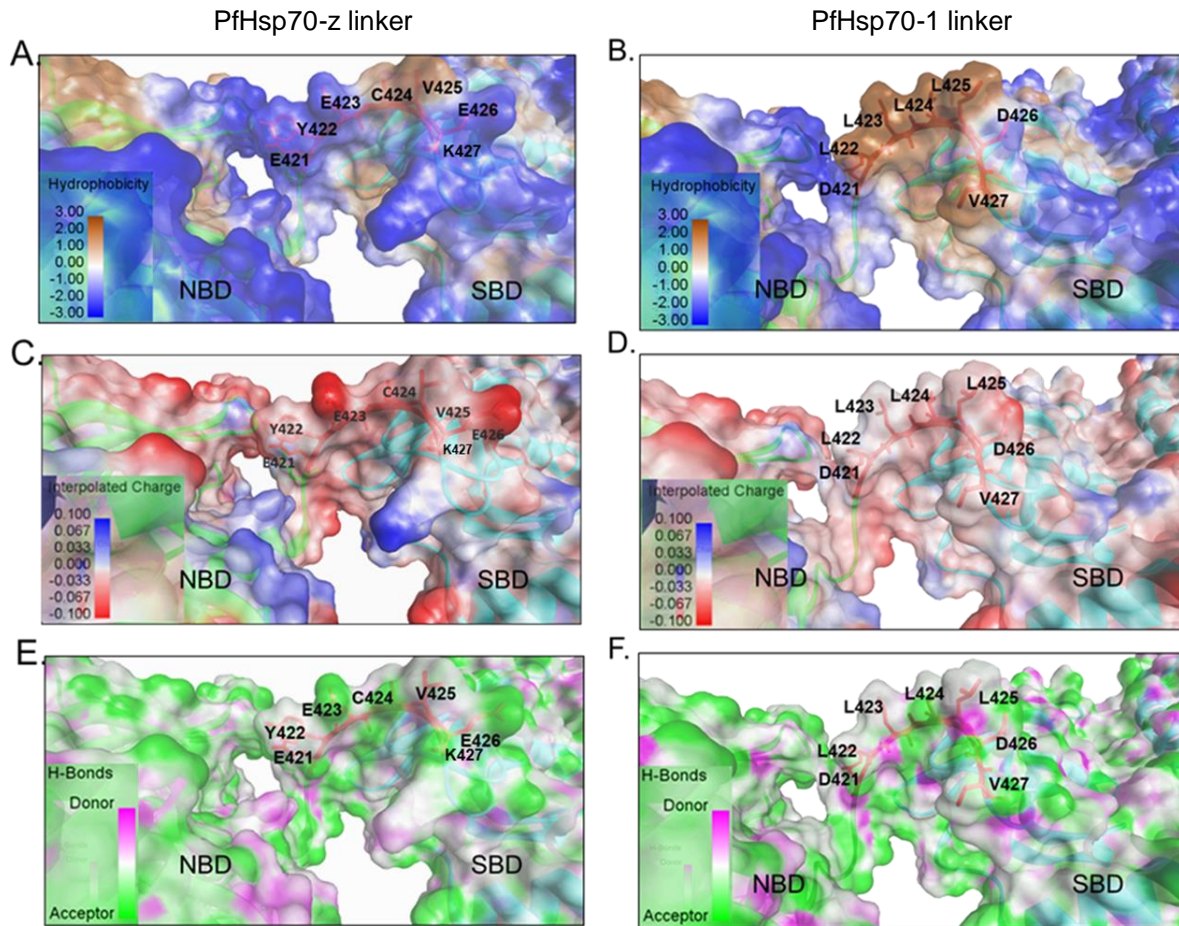 PfHsp70-z linker
PfHsp70-1 linker
A.
E423
C424
V425
E426
Y422
E421
K427
Hydrophobicity
3.00
2.00
1.00
0.00
-1.00
-2.00
-3.00
NBD
SBD
B.
L425
L424
L423
D426
L422
D421
V427
Hydrophobicity
3.00
2.00
1.00
0.00
-1.00
-2.00
-3.00
NBD
SBD
C.
C424
E423
V425
Y422
E426
E421
K427
Interpolated Charge
0.100
0.067
0.033
0.000
-0.033
-0.067
-0.100
NBD
SBD
D.
L425
L424
L423
L422
D426
D421
V427
Interpolated Charge
0.100
0.067
0.033
0.000
-0.033
-0.067
-0.100
NBD
SBD
E.
V425
C424
E423
Y422
E426
E421
K427
H-Bonds
Donor
Acceptor
NBD
SBD
F.
L424
L425
L423
D426
L422
D421
V427
H-Bonds
Donor
Acceptor
NBD
SBD